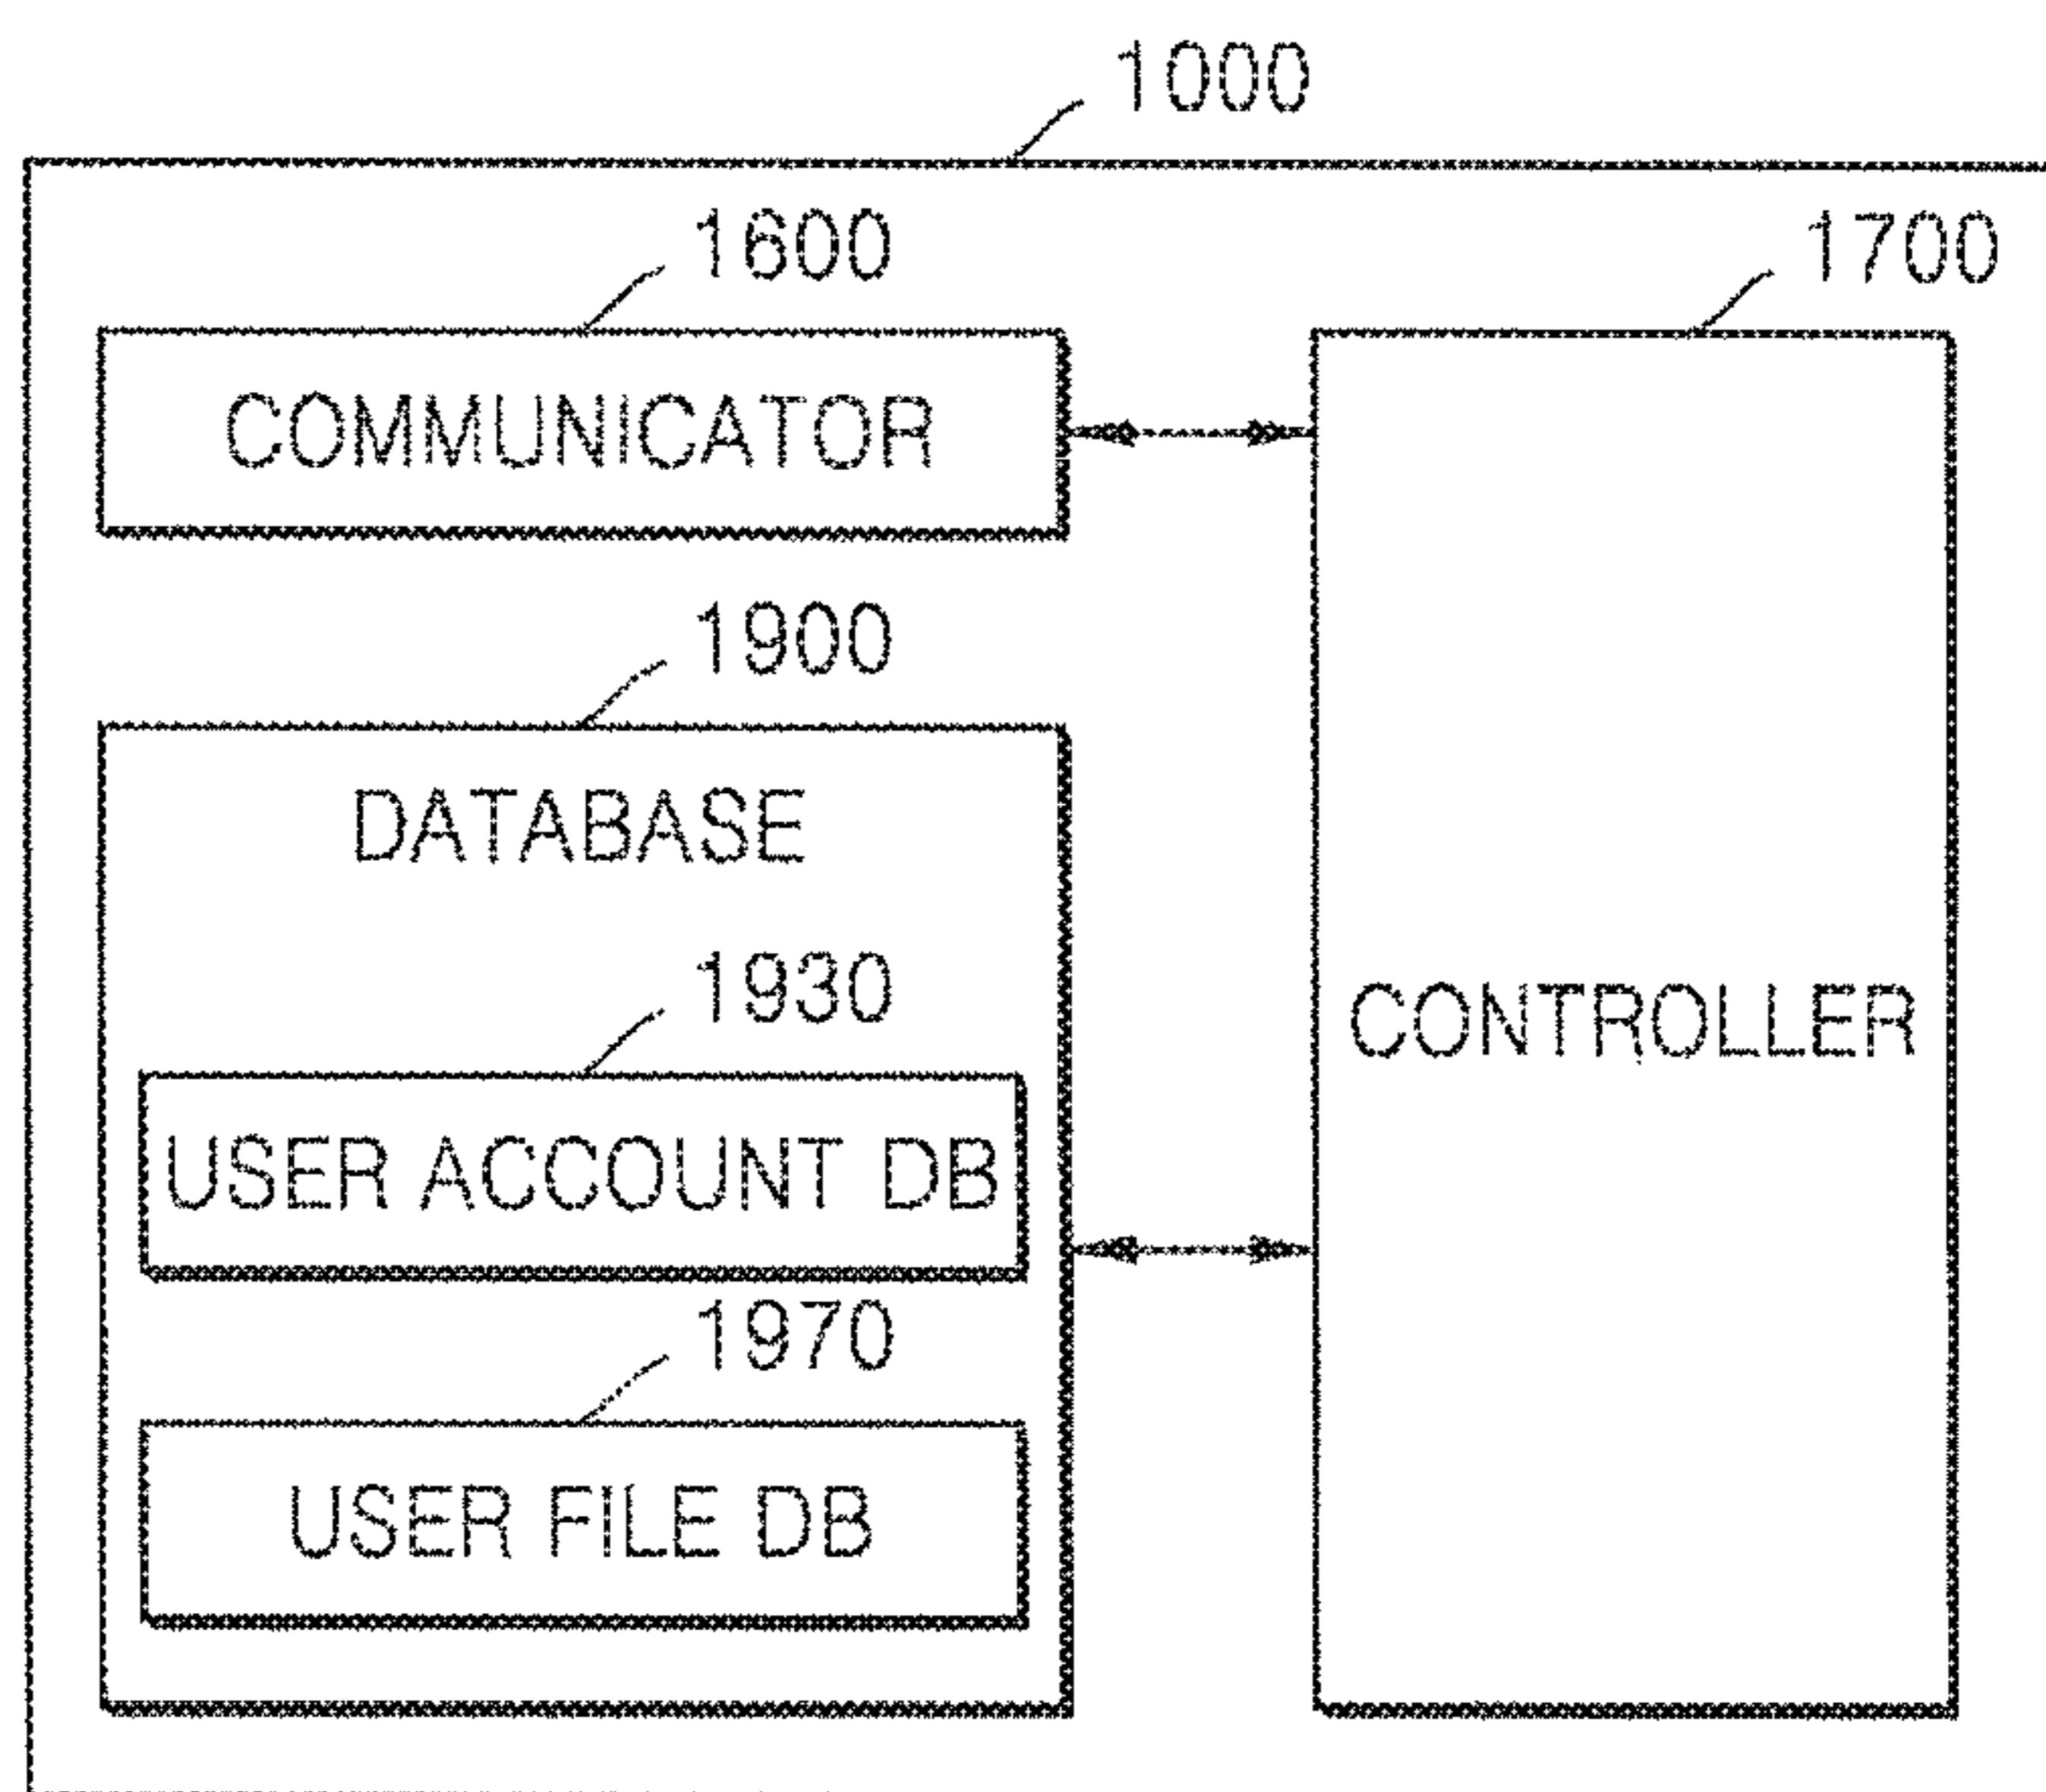 1000
1600
1700
COMMUNICATOR
1900
DATABASE
1930
CONTROLLER
USER ACCOUNT DB
1970
USER FILE DB